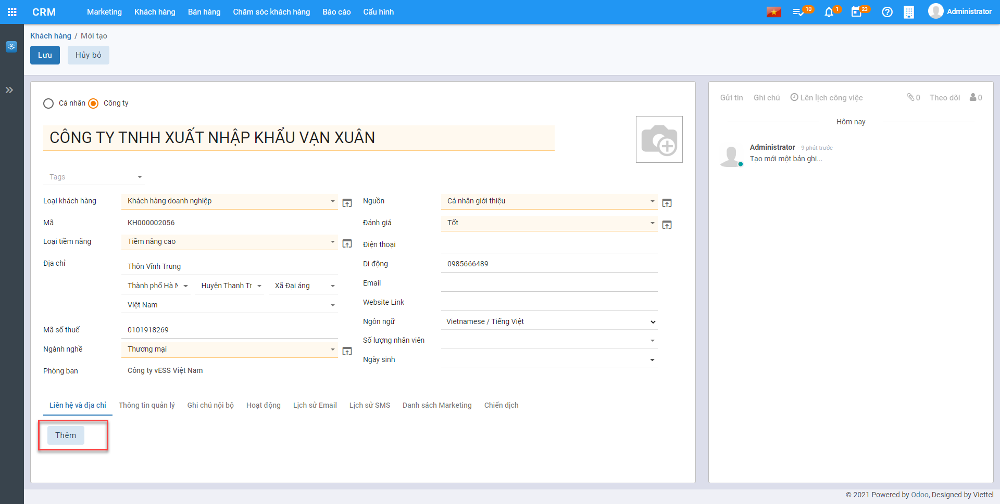 CRM Marketing Khách hàng Bán hàng Chăm sóc khách hàng Báo cáo Cấu hình 10 1 23 Administrator
Khách hàng / Mới tạo
Lưu Hủy bỏ
Cá nhân Công ty
CÔNG TY TNHH XUẤT NHẬP KHẨU VẠN XUÂN
Tags
Loại khách hàng Khách hàng doanh nghiệp
Mã KH000002056
Loại tiềm năng Tiềm năng cao
Địa chỉ Thôn Vĩnh Trung
Thành phố Hà N Huyện Thanh Tr Xã Đại áng
Việt Nam
Mã số thuế 0101918269
Ngành nghề Thương mại
Phòng ban Công ty vESS Việt Nam
Nguồn Cá nhân giới thiệu
Đánh giá Tốt
Điện thoại
Di động 0985666489
Email
Website Link
Ngôn ngữ Vietnamese / Tiếng Việt
Số lượng nhân viên
Ngày sinh
Liên hệ và địa chỉ Thông tin quản lý Ghi chú nội bộ Hoạt động Lịch sử Email Lịch sử SMS Danh sách Marketing Chiến dịch
Thêm
Gửi tin Ghi chú Lên lịch công việc 0 Theo dõi 0
Hôm nay
Administrator - 9 phút trước
Tạo mới một bản ghi...
© 2021 Powered by Odoo, Designed by Viettel